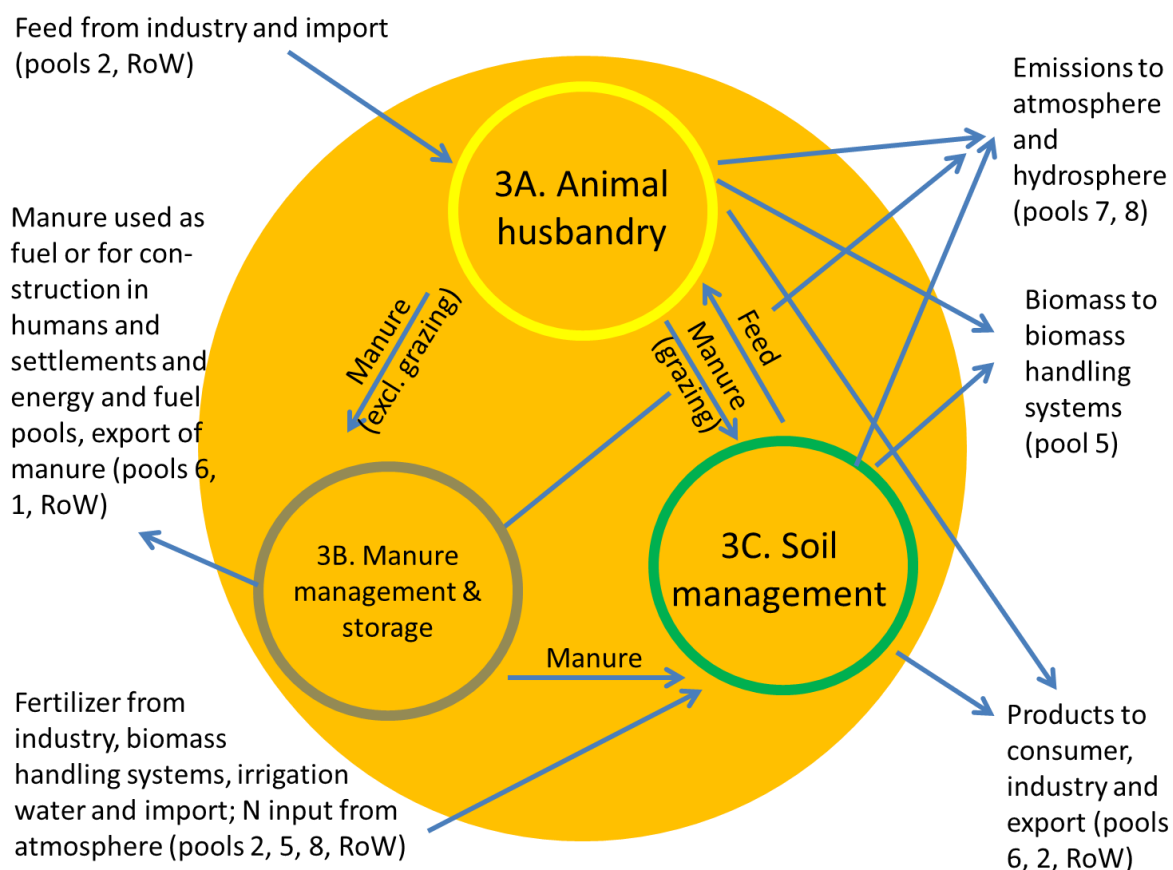 Feed from industry and import
(pools 2, RoW)
Emissions to
atmosphere
and
hydrosphere
(pools 7, 8)
3A. Animal
husbandry
Manure used as
fuel or for con-
struction in
humans and
settlements and
energy and fuel
pools, export of
manure (pools 6,
1, RoW)
Manure
(excl. grazing)
Manure
(grazing)
Feed
Biomass to
biomass
handling
systems
(pool 5)
3B. Manure
management &
storage
3C. Soil
management
Manure
Fertilizer from
industry, biomass
handling systems, irrigation
water and import; N input from
atmosphere (pools 2, 5, 8, RoW)
Products to
consumer,
industry and
export (pools
6, 2, RoW)